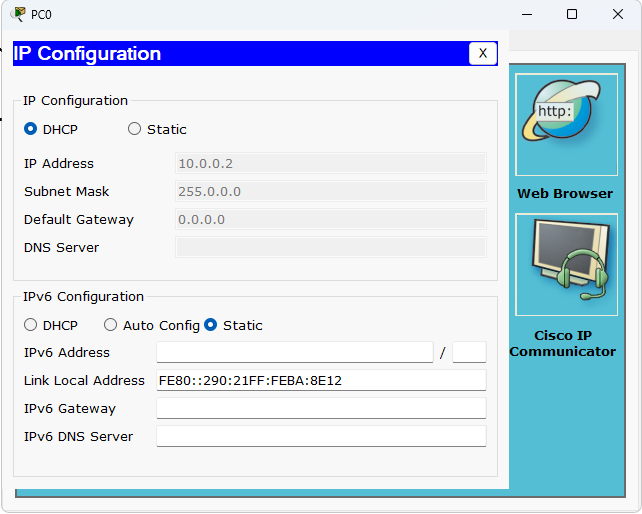 PC0
IP Configuration
X
IP Configuration
DHCP Static
IP Address 10.0.0.2
Subnet Mask 255.0.0.0
Default Gateway 0.0.0.0
DNS Server
IPv6 Configuration
DHCP Auto Config Static
IPv6 Address /
Link Local Address FE80::290:21FF:FEBA:8E12
IPv6 Gateway
IPv6 DNS Server
http:
Web Browser
Cisco IP
Communicator